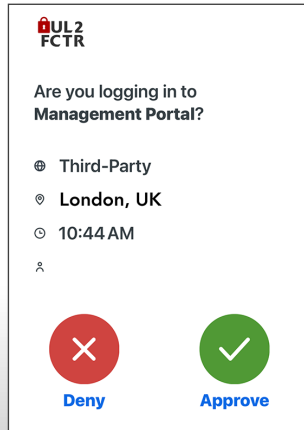 UL2
FCTR
Are you logging in to
Management Portal?
Third-Party
London, UK
10:44 AM
Deny
Approve